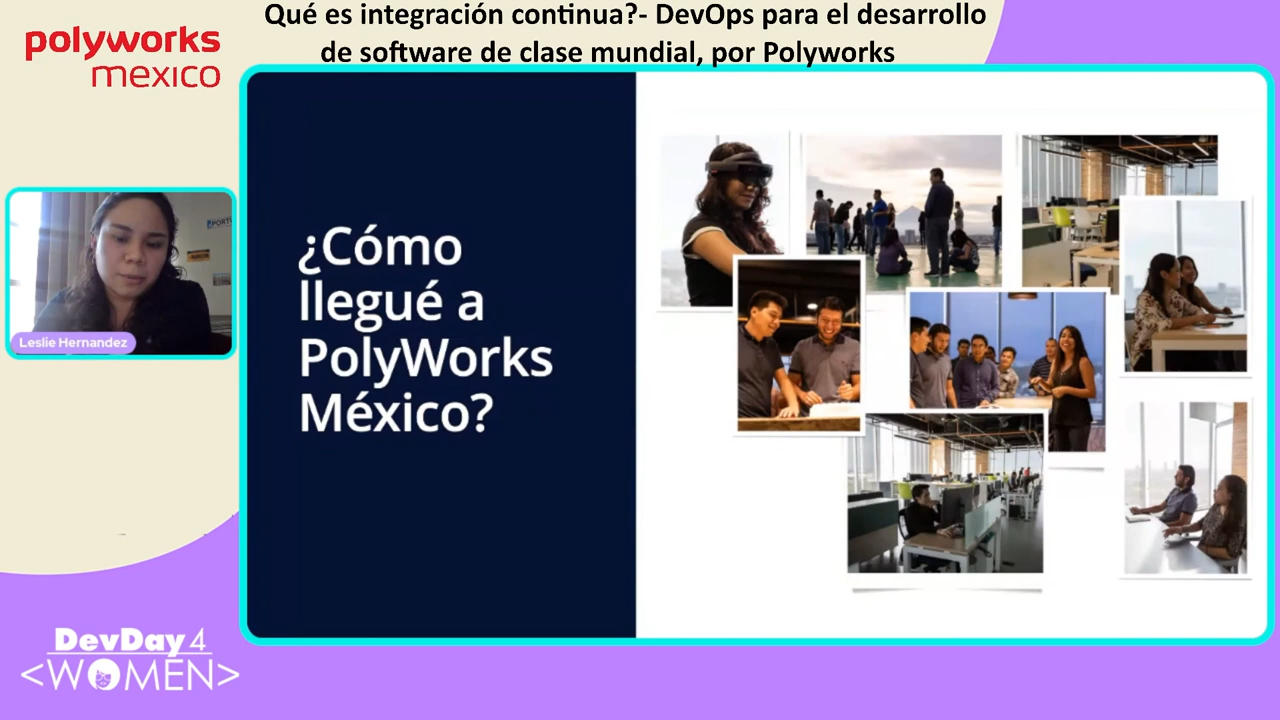 Qué es integración continua?- DevOps para el desarrollo
de software de clase mundial, por Polyworks
polyworks
mexico
¿Cómo
llegué a
PolyWorks
México?
Leslie Hernandez
DevDay4
<WOMEN>